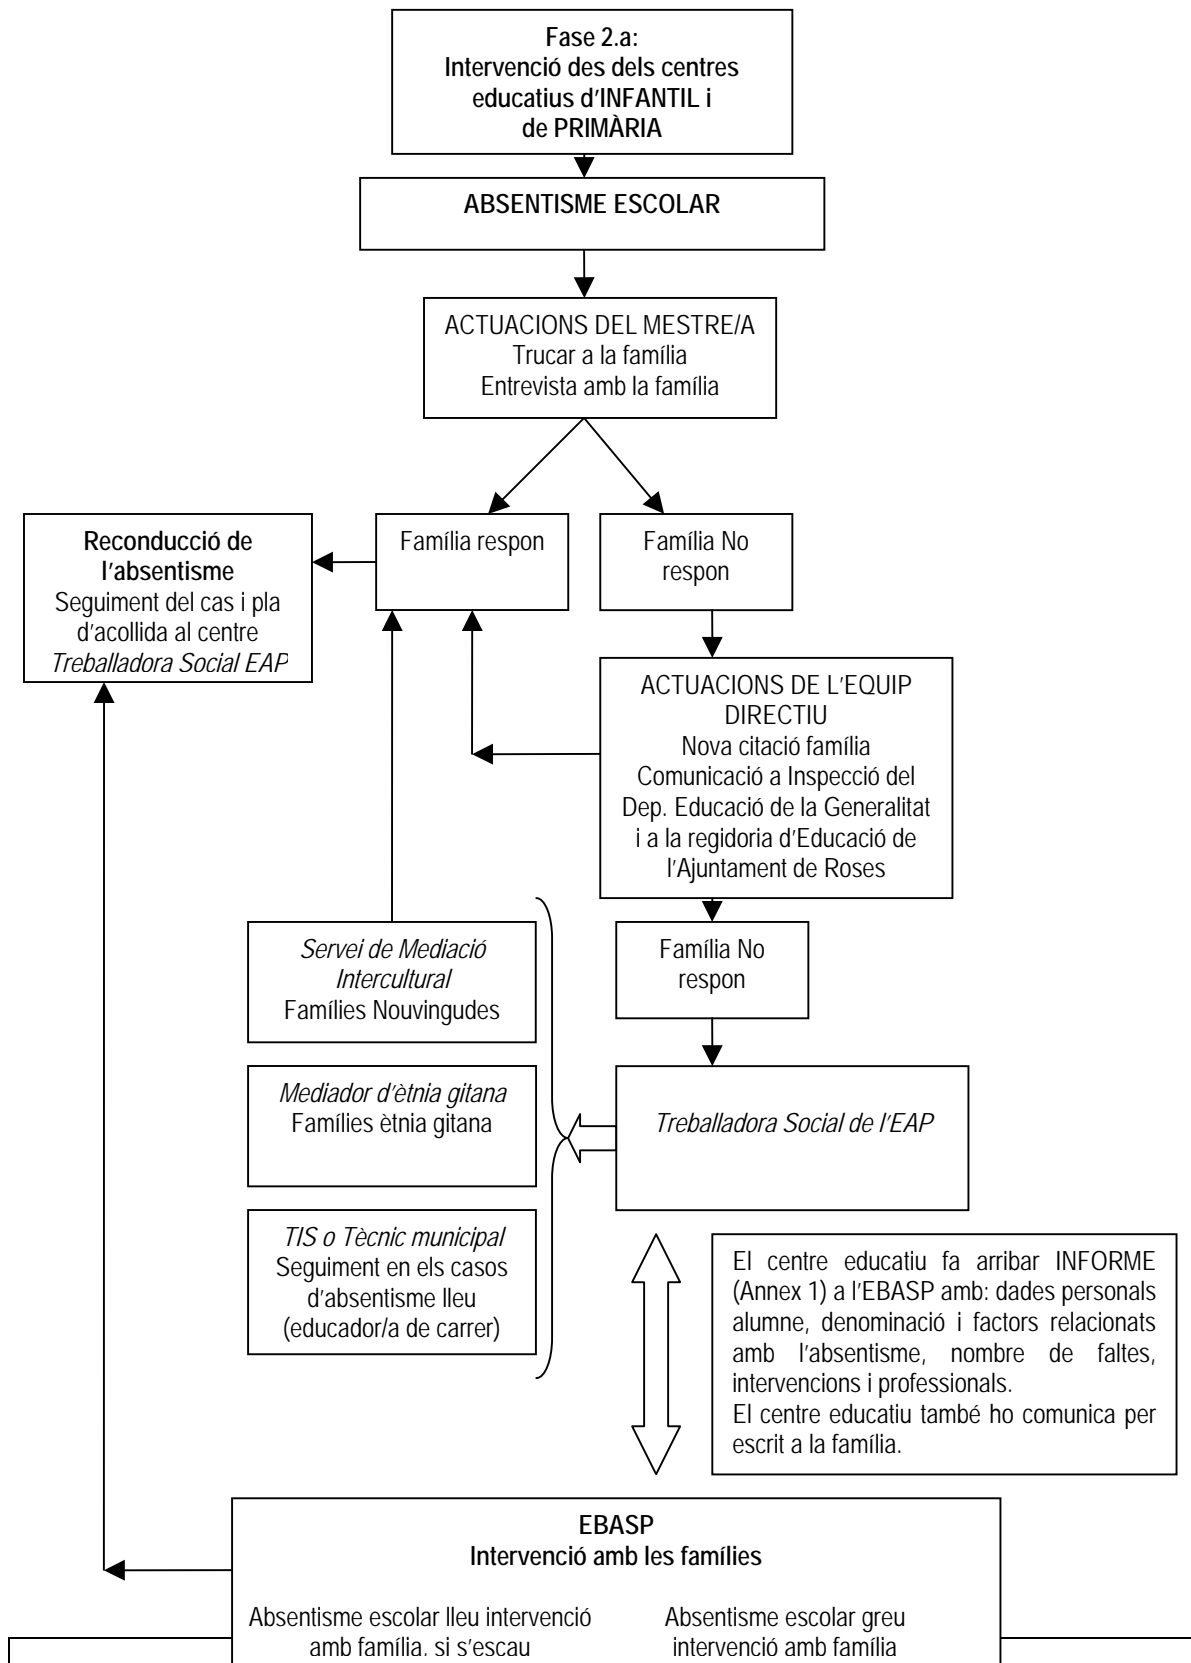 Fase 2.a:
Intervenció des dels centres
educatius d'INFANTIL i
de PRIMÀRIA
ABSENTISME ESCOLAR
ACTUACIONS DEL MESTRE/A
Trucar a la família
Entrevista amb la família
Reconducció de
l'absentisme
Seguiment del cas i pla
d'acollida al centre
Treballadora Social EAP
Família respon
Família No
respon
ACTUACIONS DE L'EQUIP
DIRECTIU
Nova citació família
Comunicació a Inspecció del
Dep. Educació de la Generalitat
i a la regidoria d'Educació de
l'Ajuntament de Roses
Servei de Mediació
Intercultural
Famílies Nouvingudes
Família No
respon
Mediador d'ètnia gitana
Famílies ètnia gitana
Treballadora Social de l'EAP
TIS o Tècnic municipal
Seguiment en els casos
d'absentisme lleu
(educador/a de carrer)
El centre educatiu fa arribar INFORME
(Annex 1) a l'EBASP amb: dades personals
alumne, denominació i factors relacionats
amb l'absentisme, nombre de faltes,
intervencions i professionals.
El centre educatiu també ho comunica per
escrit a la família.
EBASP
Intervenció amb les famílies
Absentisme escolar lleu intervenció
amb família, si s'escau
Absentisme escolar greu
intervenció amb família